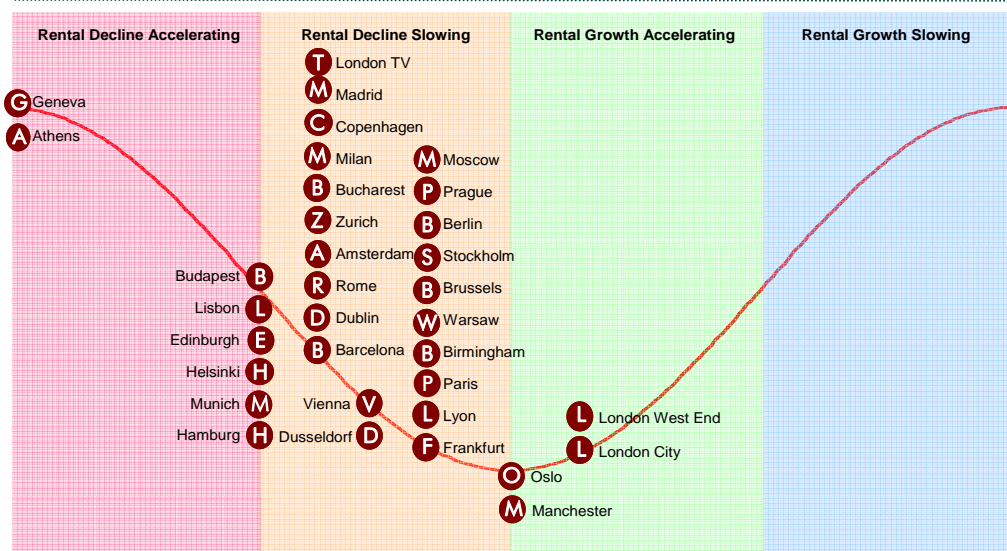 Rental Decline Accelerating
Rental Decline Slowing
Rental Growth Accelerating
Rental Growth Slowing
G Geneva
A Athens
Budapest B
Lisbon L
Edinburgh E
Helsinki H
Munich M
Hamburg H
T London TV
M Madrid
C Copenhagen
M Milan
B Bucharest
Z Zurich
A Amsterdam
R Rome
D Dublin
B Barcelona
Vienna V
Dusseldorf D
M Moscow
P Prague
B Berlin
S Stockholm
B Brussels
W Warsaw
B Birmingham
P Paris
L Lyon
F Frankfurt
O Oslo
M Manchester
L London West End
L London City